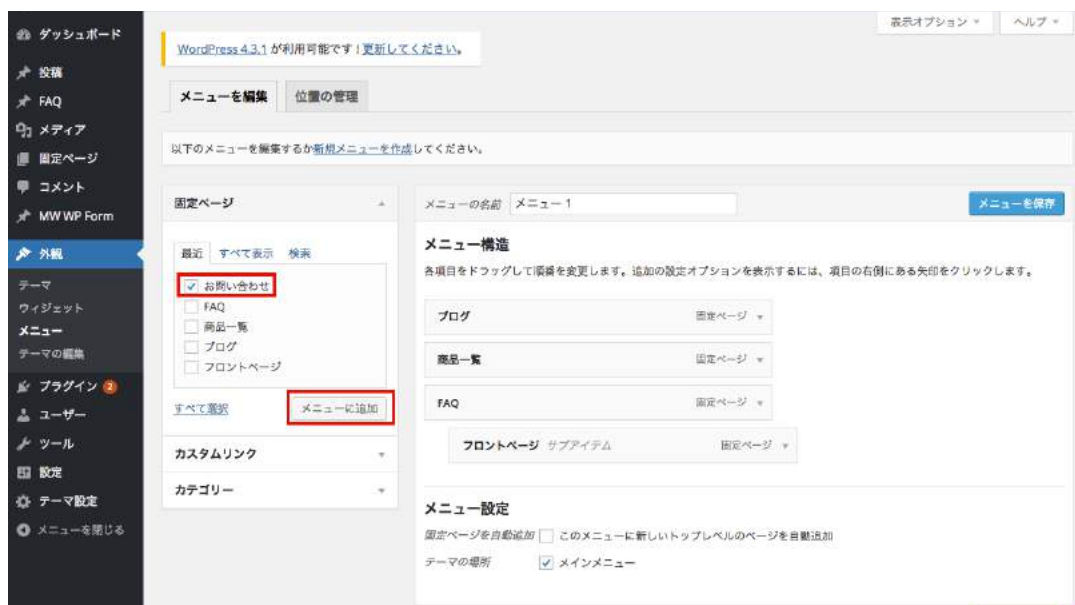 ダッシュボード
投稿
FAQ
メディア
固定ページ
コメント
MW WP Form
外観
テーマ
ウィジェット
メニュー
テーマの編集
プラグイン 2
ユーザー
ツール
設定
テーマ設定
メニューを閉じる
表示オプション ヘルプ
WordPress 4.3.1 が利用可能です ! 更新してください。
メニューを編集 位置の管理
以下のメニューを編集するか新規メニューを作成してください。
固定ページ
最近 すべて表示 検索
お問い合わせ
FAQ
商品一覧
ブログ
フロントページ
すべて選択 メニューに追加
カスタムリンク
カテゴリー
メニューの名前 メニュー 1 メニューを保存
メニュー構造
各項目をドラッグして順番を変更します。追加の設定オプションを表示するには、項目の右側にある矢印をクリックします。
ブログ 固定ページ
商品一覧 固定ページ
FAQ 固定ページ
フロントページ サブアイテム 固定ページ
メニュー設定
固定ページを自動追加 このメニューに新しいトップレベルのページを自動追加
テーマの場所 メインメニュー